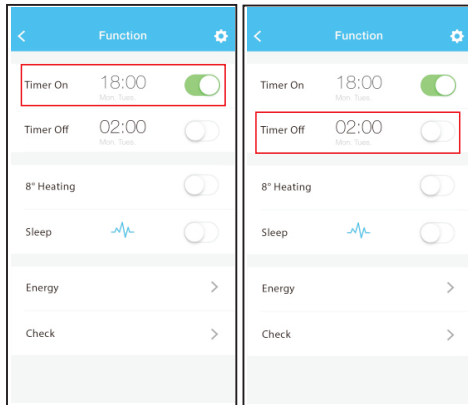 Function
Timer On 18:00
Mon. Tues.
Timer Off 02:00
Mon. Tues.
8° Heating
Sleep
Energy
Check
Function
Timer On 18:00
Mon. Tues.
Timer Off 02:00
Mon. Tues.
8° Heating
Sleep
Energy
Check